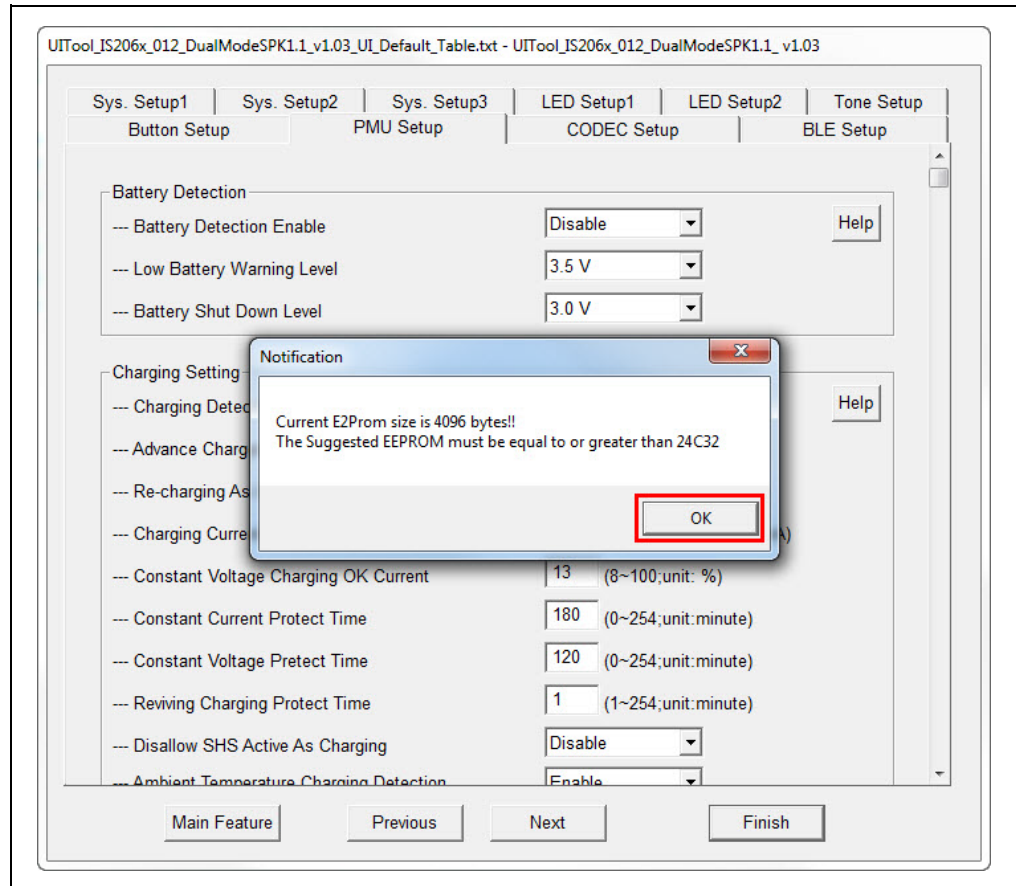 UITool_IS206x_012_DualModeSPK1.1_v1.03_UI_Default_Table.txt - UITool_IS206x_012_DualModeSPK1.1_ v1.03
Sys. Setup1 Sys. Setup2 Sys. Setup3 LED Setup1 LED Setup2 Tone Setup
Button Setup PMU Setup CODEC Setup BLE Setup
Battery Detection
--- Battery Detection Enable Disable Help
--- Low Battery Warning Level 3.5 V
--- Battery Shut Down Level 3.0 V
Notification
Charging Setting
--- Charging Detec Help
Current E2Prom size is 4096 bytes!!
The Suggested EEPROM must be equal to or greater than 24C32
--- Advance Charg
--- Re-charging As
OK
--- Charging Curre A)
--- Constant Voltage Charging OK Current 13 (8~100;unit: %)
--- Constant Current Protect Time 180 (0~254;unit:minute)
--- Constant Voltage Pretect Time 120 (0~254;unit:minute)
--- Reviving Charging Protect Time 1 (1~254;unit:minute)
--- Disallow SHS Active As Charging Disable
--- Ambient Temperature Charging Detection Enable
Main Feature Previous Next Finish